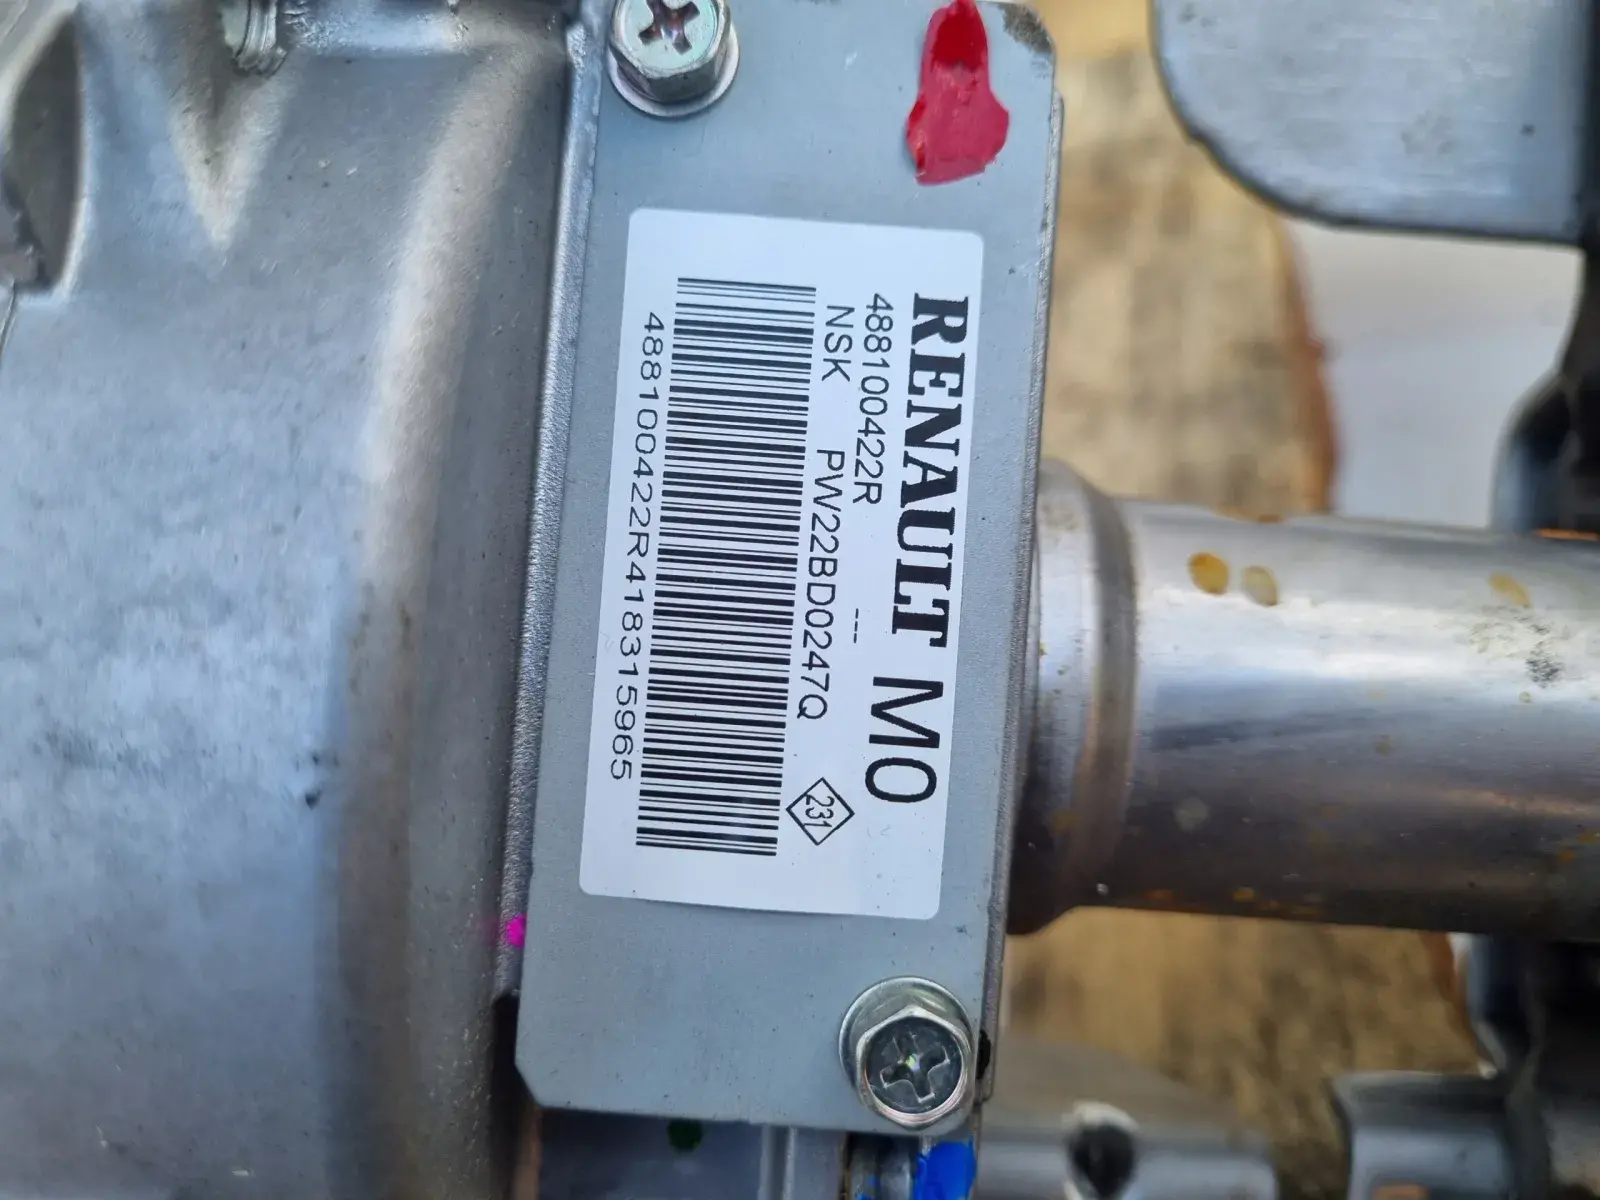 RENAULT M0
488100422R ---
NSK PW22BD0247Q 231
488100422R418315965